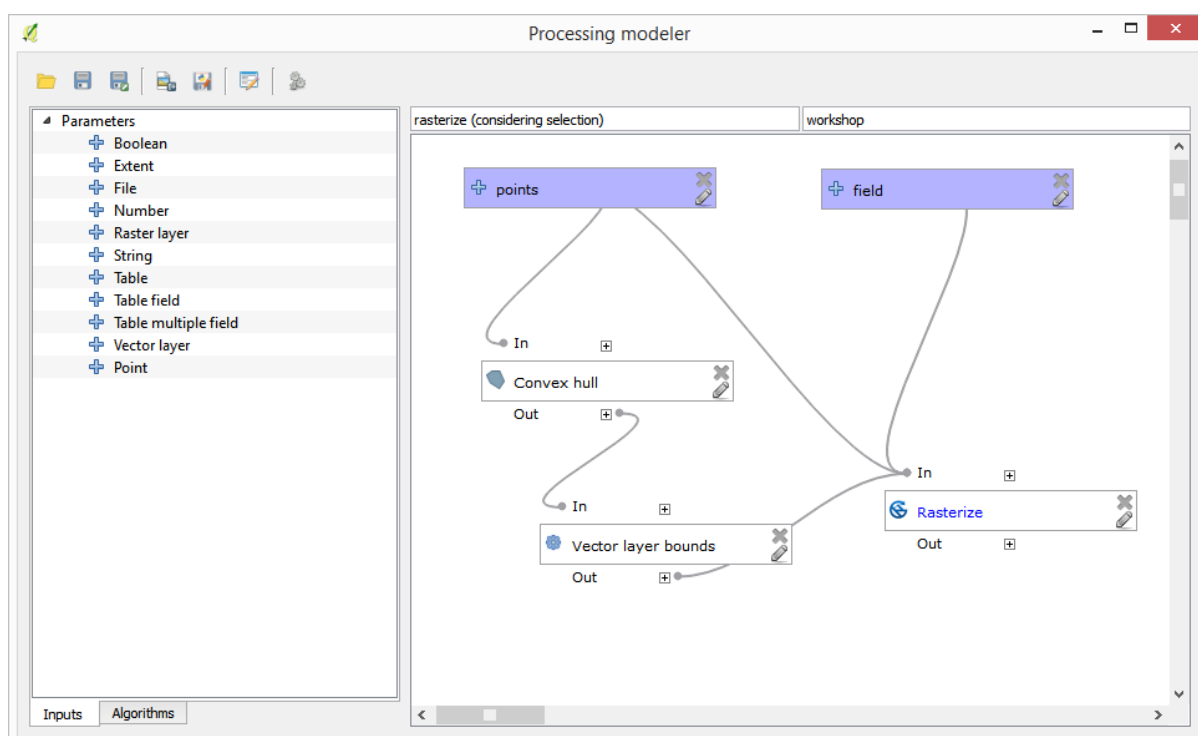 Processing modeler
Parameters
Boolean
Extent
File
Number
Raster layer
String
Table
Table field
Table multiple field
Vector layer
Point
Inputs
Algorithms
rasterize (considering selection)
workshop
points
field
In
Convex hull
Out
In
Vector layer bounds
Out
In
Rasterize
Out